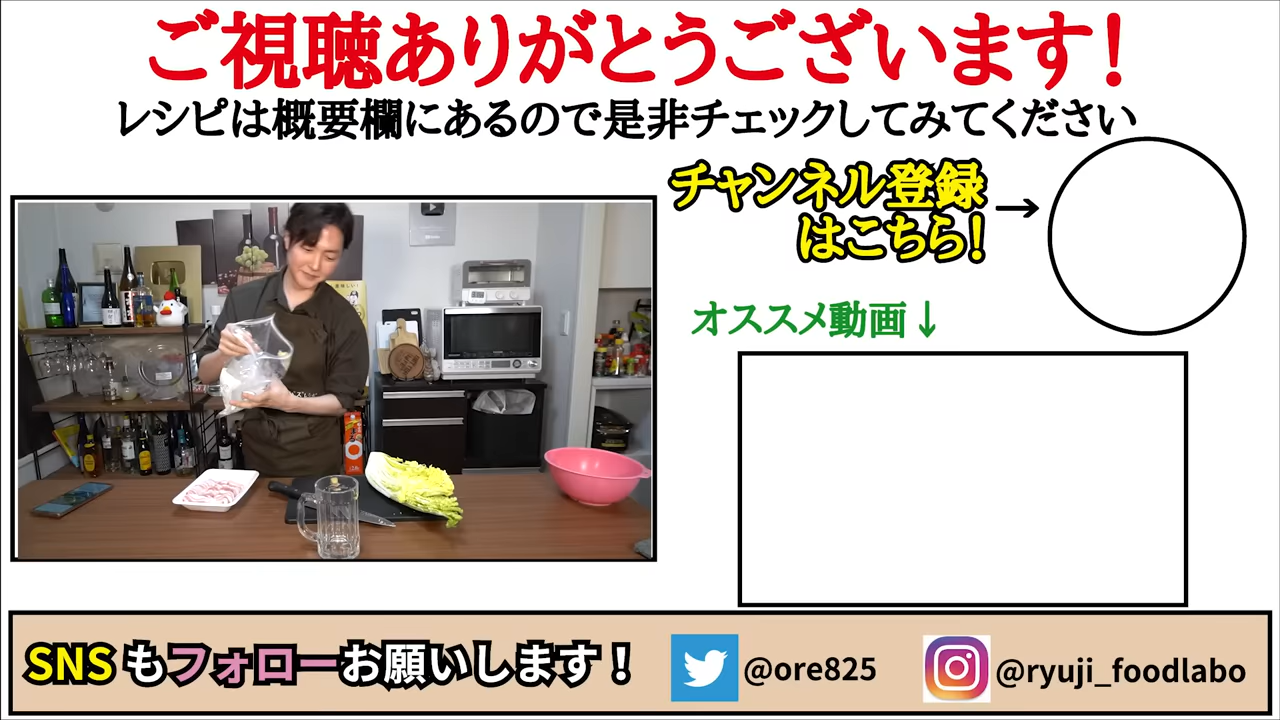 ご視聴ありがとうございます!
レシピは概要欄にあるので是非チェックしてみてください
チャンネル登録
はこちら! →
オススメ動画↓
SNSもフォローお願いします!
@ore825
@ryuji_foodlabo